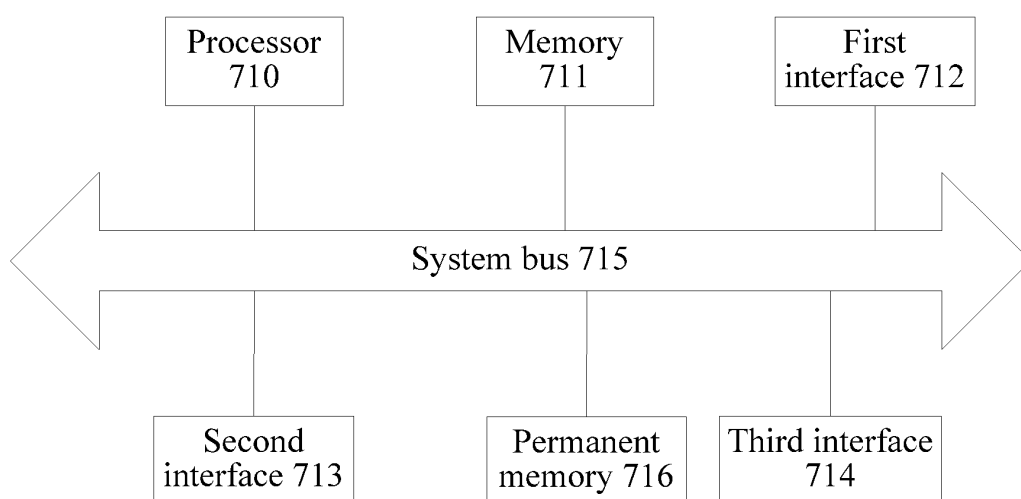 Processor
710
Memory
711
First
interface 712
System bus 715
Second
interface 713
Permanent
memory 716
Third interface
714